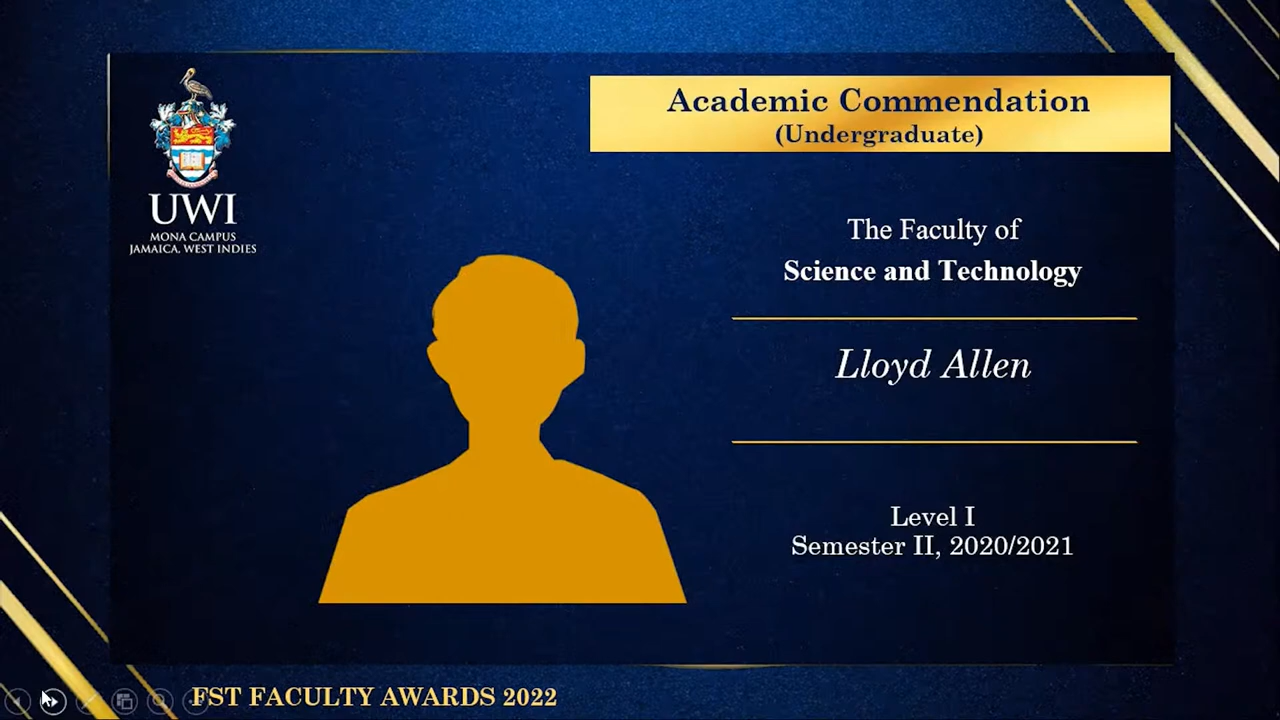 Academic Commendation
(Undergraduate)
UWI
MONA CAMPUS
JAMAICA, WEST INDIES
The Faculty of
Science and Technology
Lloyd Allen
Level I
Semester II, 2020/2021
FST FACULTY AWARDS 2022